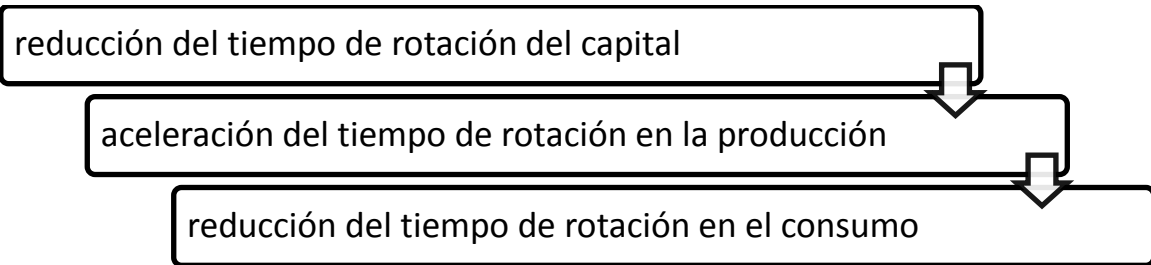 reducción del tiempo de rotación del capital
aceleración del tiempo de rotación en la producción
reducción del tiempo de rotación en el consumo